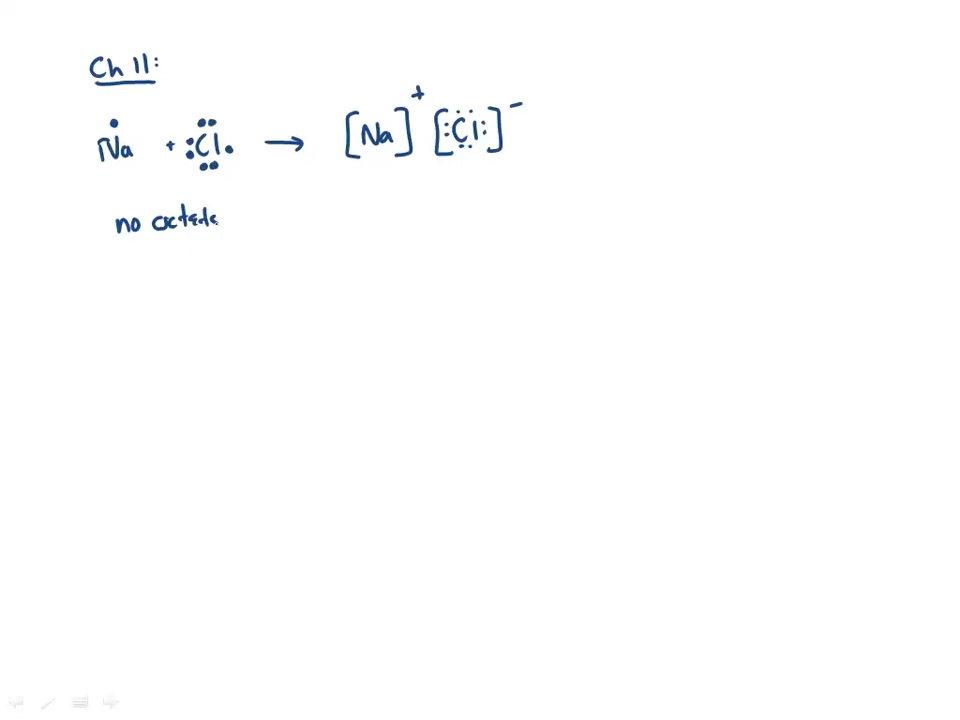 Ch 11:
Na + Cl → [Na]⁺ [Cl]⁻
no octets